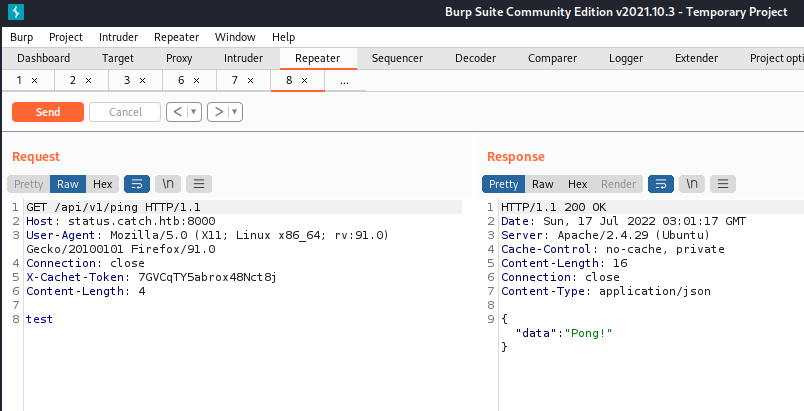 Burp Suite Community Edition v2021.10.3 - Temporary Project
Burp Project Intruder Repeater Window Help
Dashboard Target Proxy Intruder Repeater Sequencer Decoder Comparer Logger Extender Project opti
1 × 2 × 3 × 6 × 7 × 8 × ...
Send Cancel < ▼ > ▼
Request
Pretty Raw Hex \n
1 GET /api/v1/ping HTTP/1.1
2 Host: status.catch.htb:8000
3 User-Agent: Mozilla/5.0 (X11; Linux x86_64; rv:91.0)
Gecko/20100101 Firefox/91.0
4 Connection: close
5 X-Cachet-Token: 7GVCqTY5abrox48Nct8j
6 Content-Length: 4
7
8 test
Response
Pretty Raw Hex Render \n
1 HTTP/1.1 200 OK
2 Date: Sun, 17 Jul 2022 03:01:17 GMT
3 Server: Apache/2.4.29 (Ubuntu)
4 Cache-Control: no-cache, private
5 Content-Length: 16
6 Connection: close
7 Content-Type: application/json
8
9 {
"data":"Pong!"
}